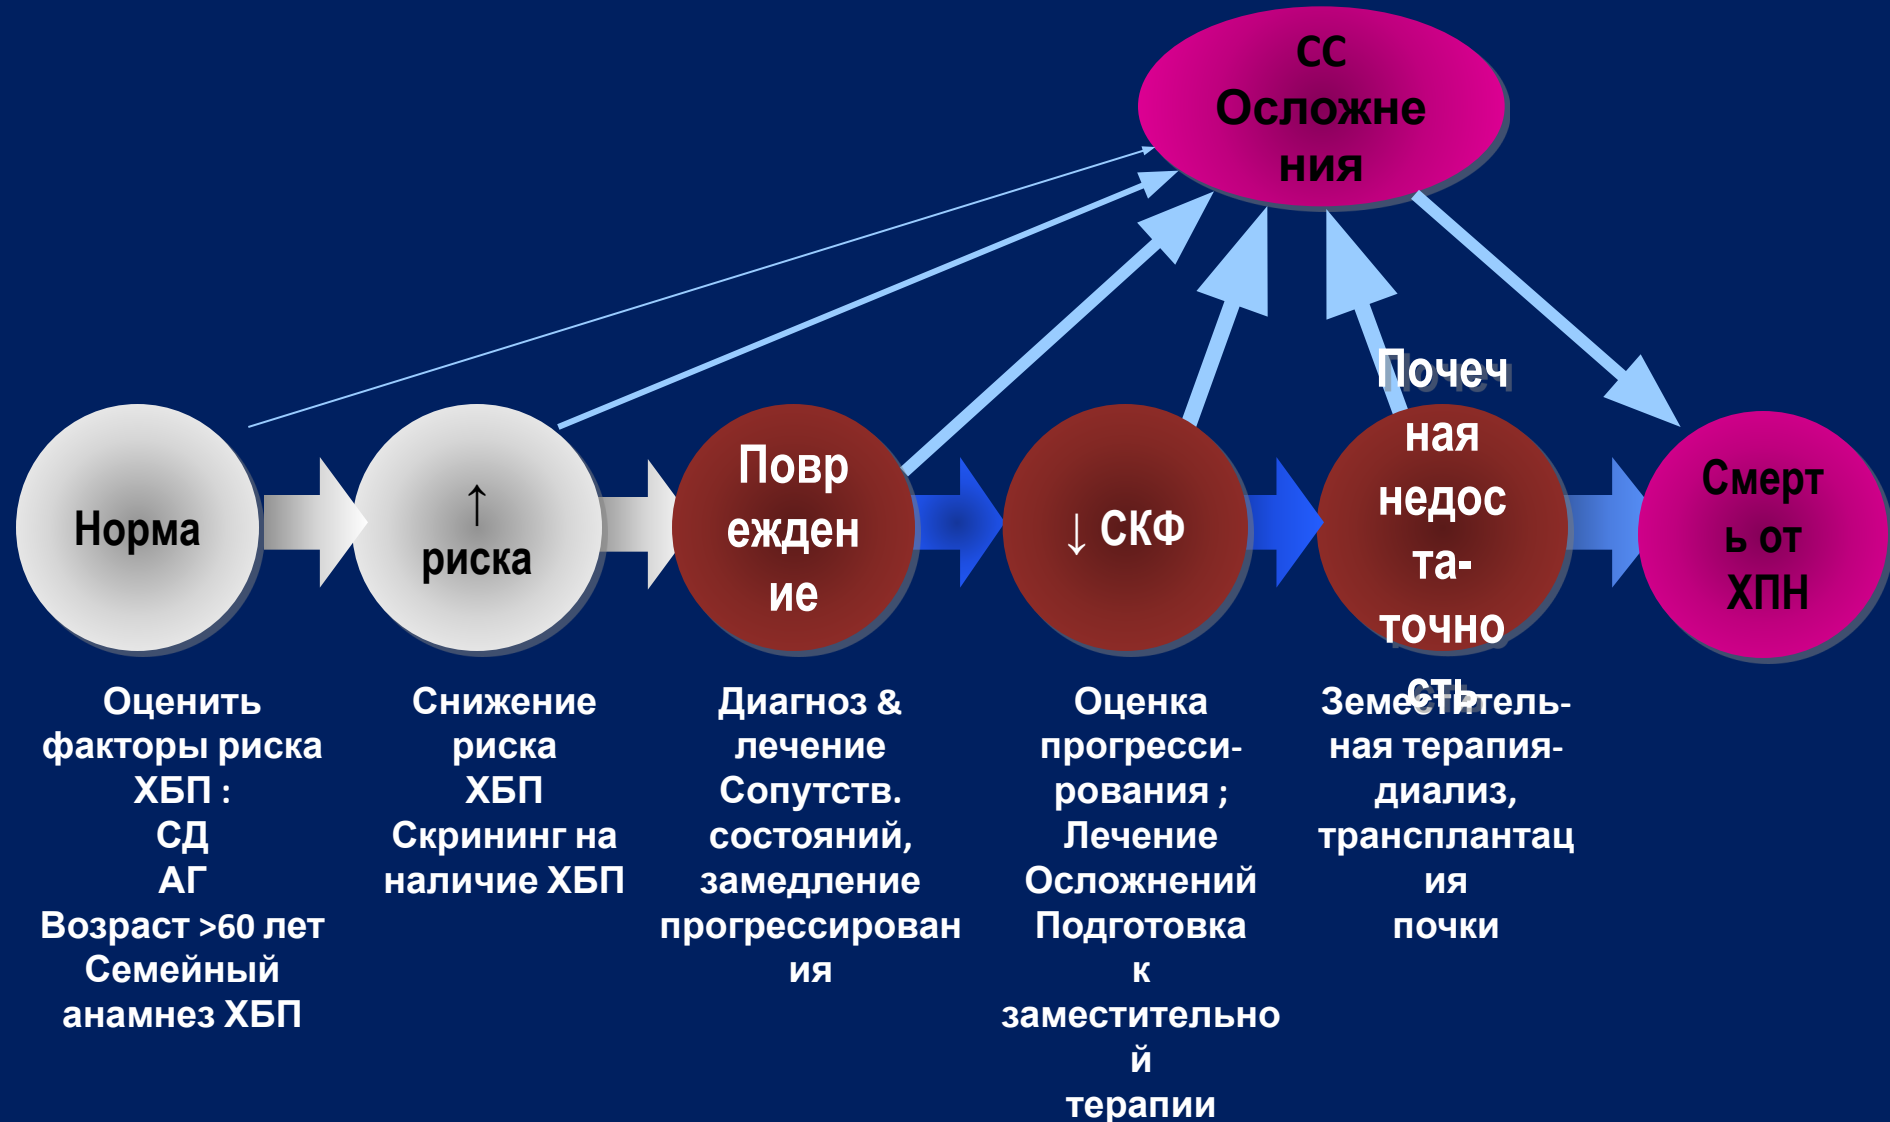 СС
Осложне
ния
Норма
↑
риска
Повр
ежден
ие
↓ СКФ
Почеч
ная
недос
та-
точно
сть
Смерт
ь от
ХПН
Оценить
факторы риска
ХБП :
СД
АГ
Возраст >60 лет
Семейный
анамнез ХБП
Снижение
риска
ХБП
Скрининг на
наличие ХБП
Диагноз &
лечение
Сопутств.
состояний,
замедление
прогрессирован
ия
Оценка
прогресси-
рования ;
Лечение
Осложнений
Подготовка
к
заместительно
й
терапии
Земеститель-
ная терапия-
диализ,
трансплантац
ия
почки